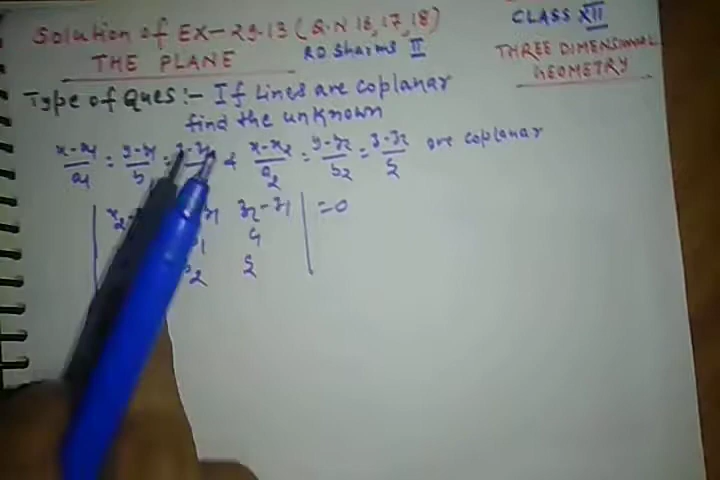 Solution of EX-29.13 (Q.N 16,17,18)
THE PLANE RD Sharma II
CLASS XII
THREE DIMENSIONAL
GEOMETRY
Type of Ques:- If Lines are coplanar
find the unknown
x-x1/a1 = y-y1/b1 = x-x2/a2 = y-y2/b2 = z-z2/c2 are coplanar
z2-z1 =0
c1
c2